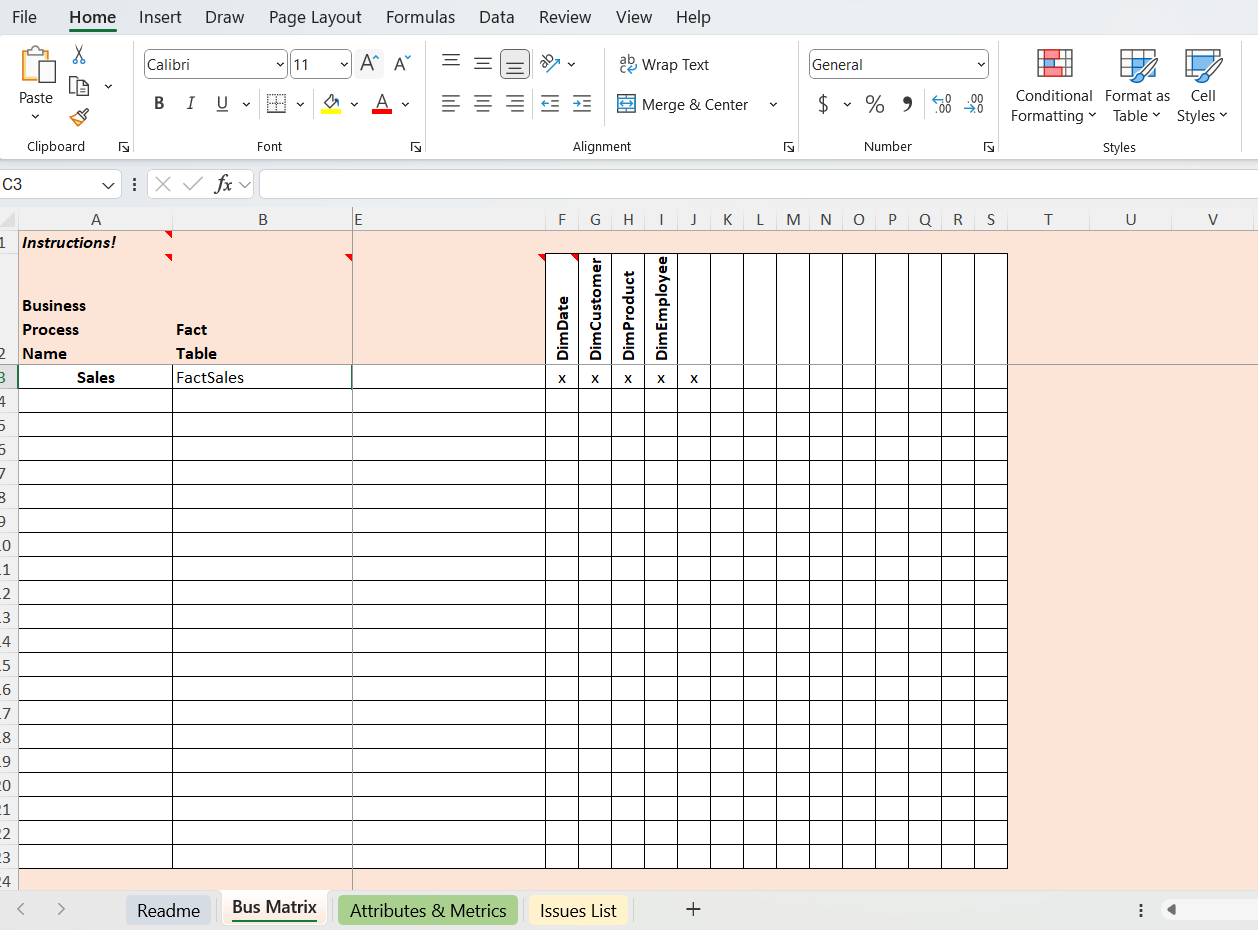 File Home Insert Draw Page Layout Formulas Data Review View Help
Calibri 11 A A ab Wrap Text General
Paste B I U A Merge & Center $ % 9 .00 Conditional Format as Cell
Formatting Table Styles
Clipboard Font Alignment Number Styles
C3 fx
A B E F G H I J K L M N O P Q R S T U V
1 Instructions!
Business
Process Fact
2 Name Table DimDate DimCustomer DimProduct DimEmployee
3 Sales FactSales x x x x x
4
5
6
7
8
9
10
11
12
13
14
15
16
17
18
19
20
21
22
23
24
Readme Bus Matrix Attributes & Metrics Issues List +